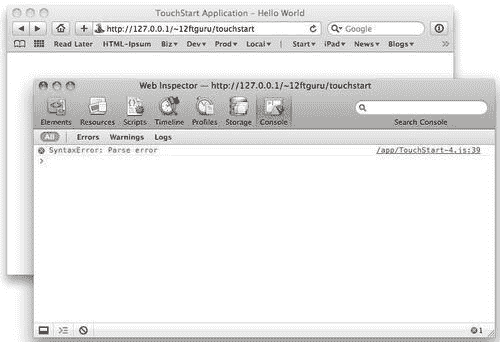 TouchStart Application - Hello World
http://127.0.0.1/~12ftguru/touchstart
Google
Read Later HTML-Ipsum Biz Dev Prod Local Start iPad News Blogs
Web Inspector — http://127.0.0.1/~12ftguru/touchstart
Elements Resources Scripts Timeline Profiles Storage Console
Search Console
All Errors Warnings Logs
SyntaxError: Parse error /app/TouchStart-4.js:39
1